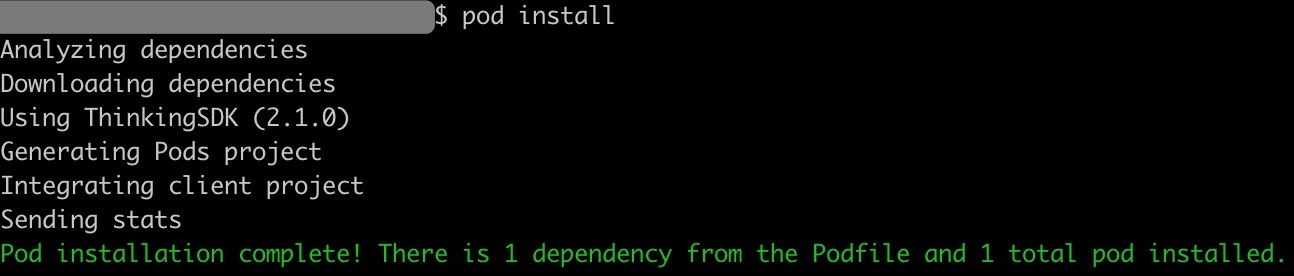 $ pod install
Analyzing dependencies
Downloading dependencies
Using ThinkingSDK (2.1.0)
Generating Pods project
Integrating client project
Sending stats
Pod installation complete! There is 1 dependency from the Podfile and 1 total pod installed.